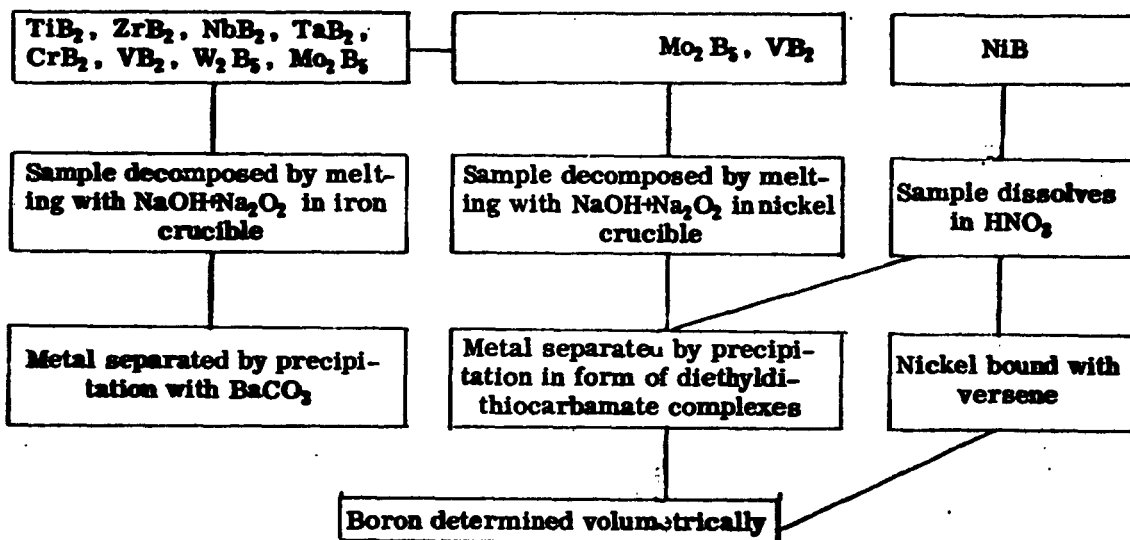 TiB₂, ZrB₂, NbB₂, TaB₂,
CrB₂, VB₂, W₂B₅, Mo₂B₅
Mo₂B₅, VB₂
NiB
Sample decomposed by melt-
ing with NaOH+Na₂O₂ in iron
crucible
Sample decomposed by melt-
ing with NaOH+Na₂O₂ in nickel
crucible
Sample dissolves
in HNO₃
Metal separated by precipi-
tation with BaCO₃
Metal separated by precipi-
tation in form of diethyldi-
thiocarbamate complexes
Nickel bound with
versene
Boron determined volumetrically